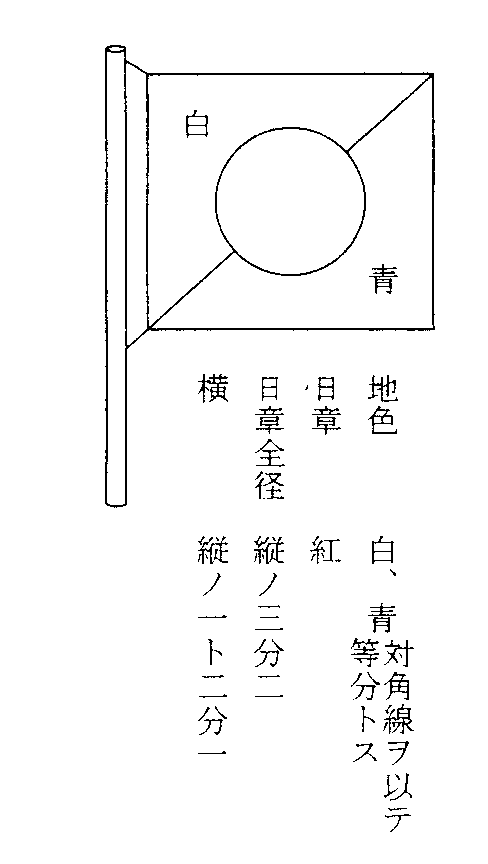 白
青
地色 白、青対角線ヲ以テ
等分トス
日章 紅
日章全径 縦ノ三分二
横 縦ノ一ト二分一